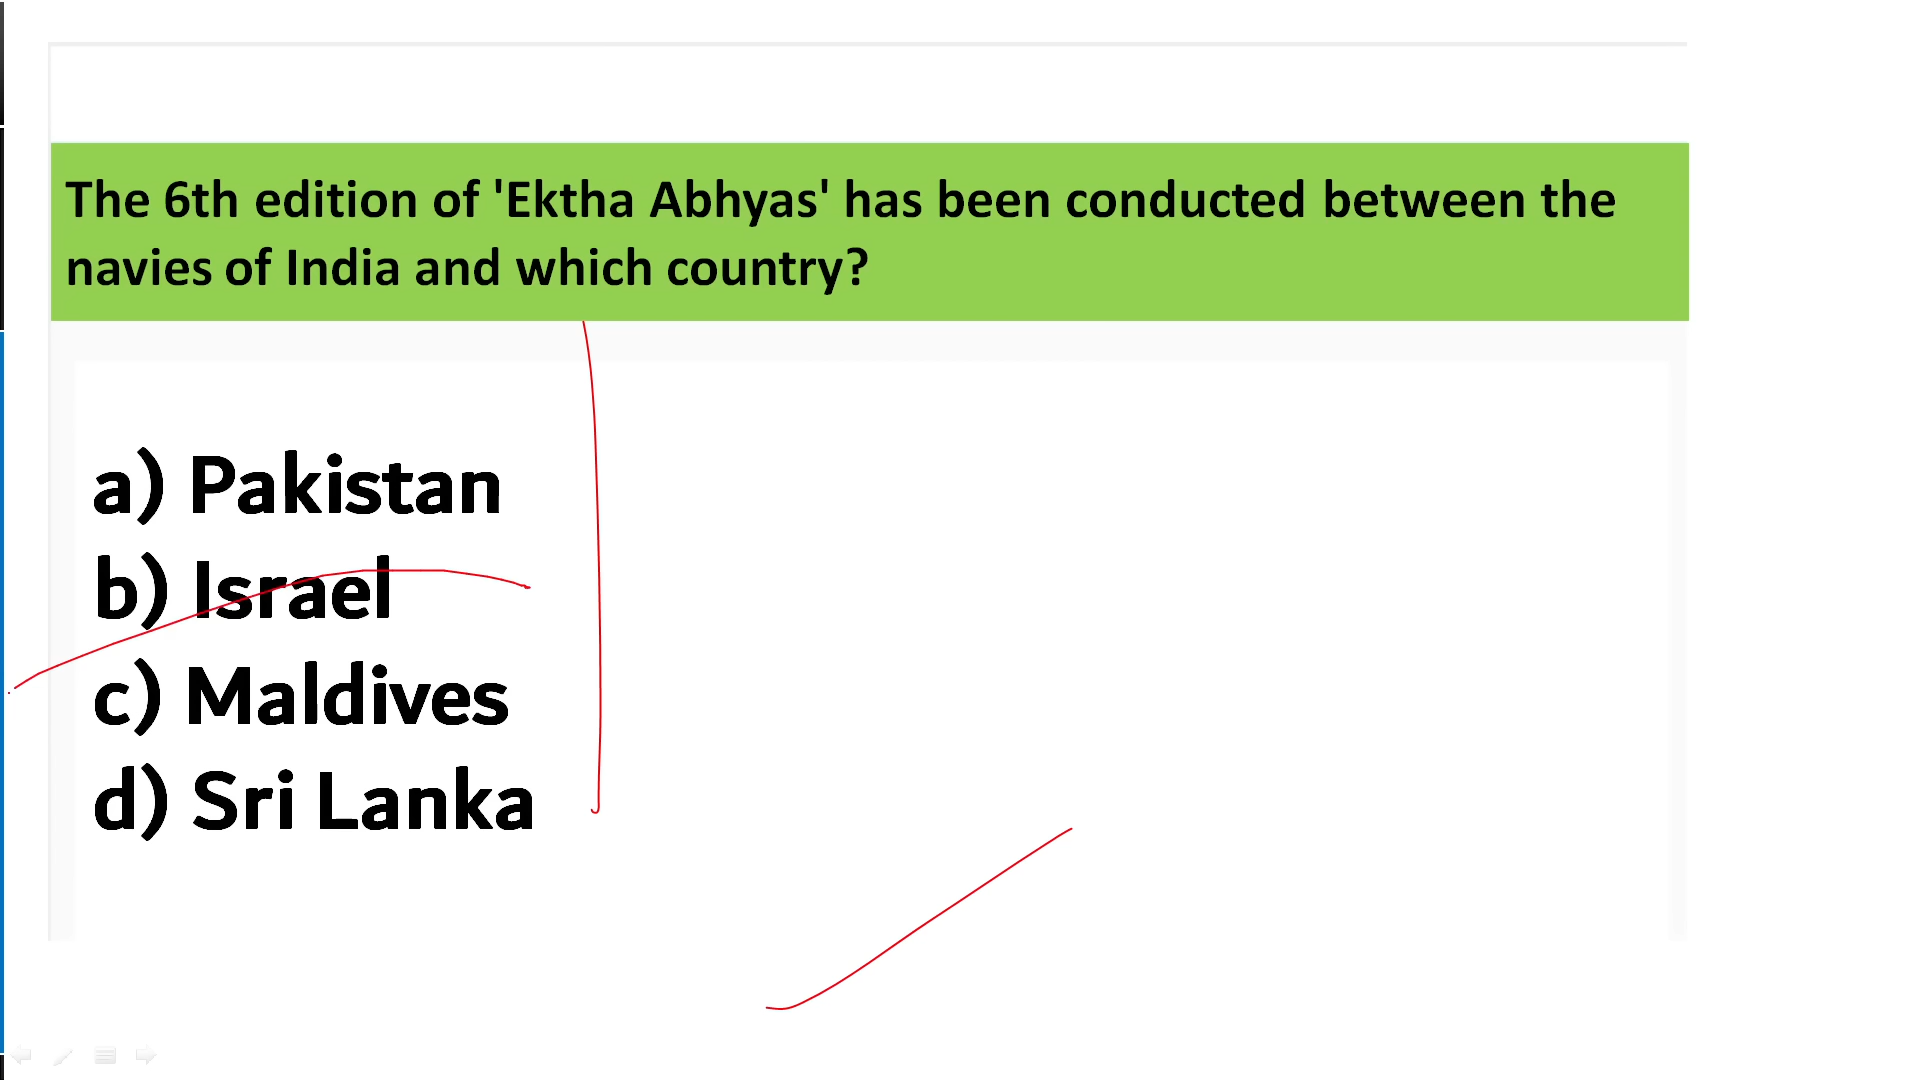 The 6th edition of 'Ektha Abhyas' has been conducted between the
navies of India and which country?
a) Pakistan
b) Israel
c) Maldives
d) Sri Lanka